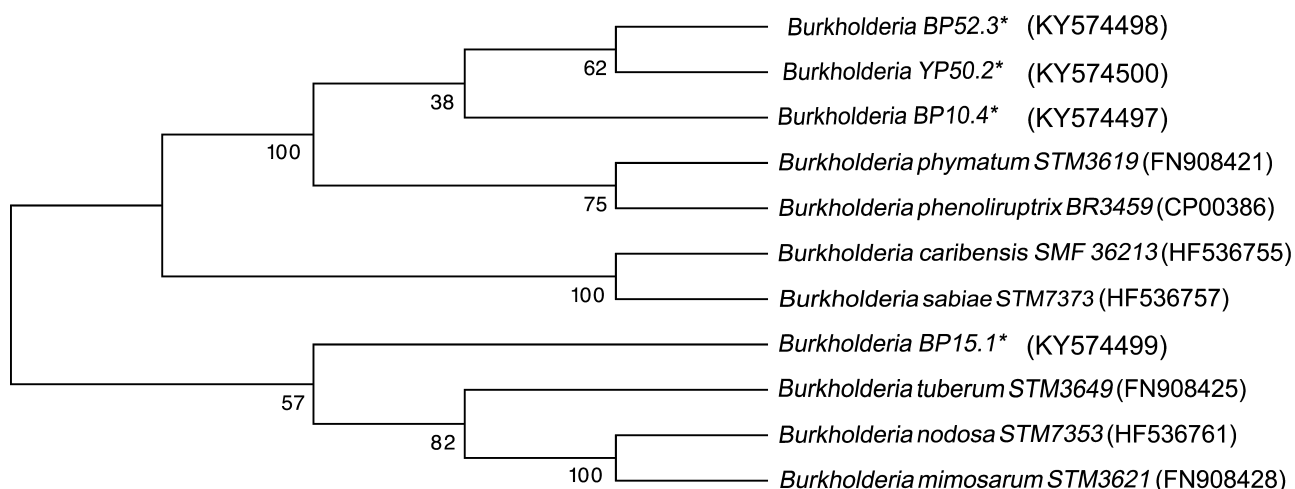 Burkholderia BP52.3* (KY574498)
62
Burkholderia YP50.2* (KY574500)
38
Burkholderia BP10.4* (KY574497)
100
Burkholderia phymatum STM3619 (FN908421)
75
Burkholderia phenoliruptrix BR3459 (CP00386)
Burkholderia caribensis SMF 36213 (HF536755)
100
Burkholderia sabiae STM7373 (HF536757)
Burkholderia BP15.1* (KY574499)
57
Burkholderia tuberum STM3649 (FN908425)
82
Burkholderia nodosa STM7353 (HF536761)
100
Burkholderia mimosarum STM3621 (FN908428)